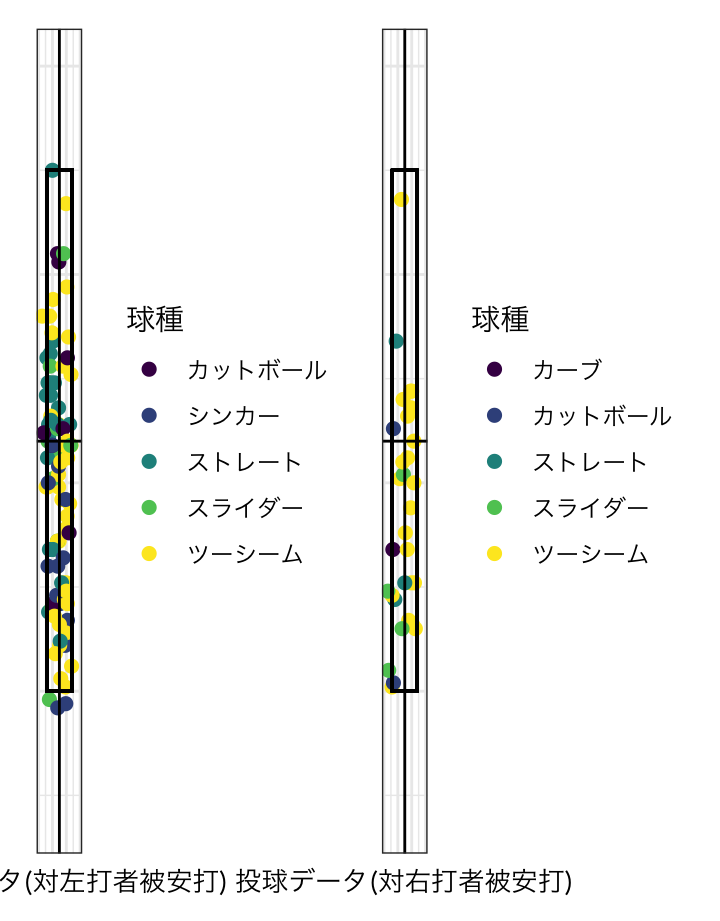 球種
カットボール
シンカー
ストレート
スライダー
ツーシーム
球種
カーブ
カットボール
ストレート
スライダー
ツーシーム
タ(対左打者被安打) 投球データ(対右打者被安打)